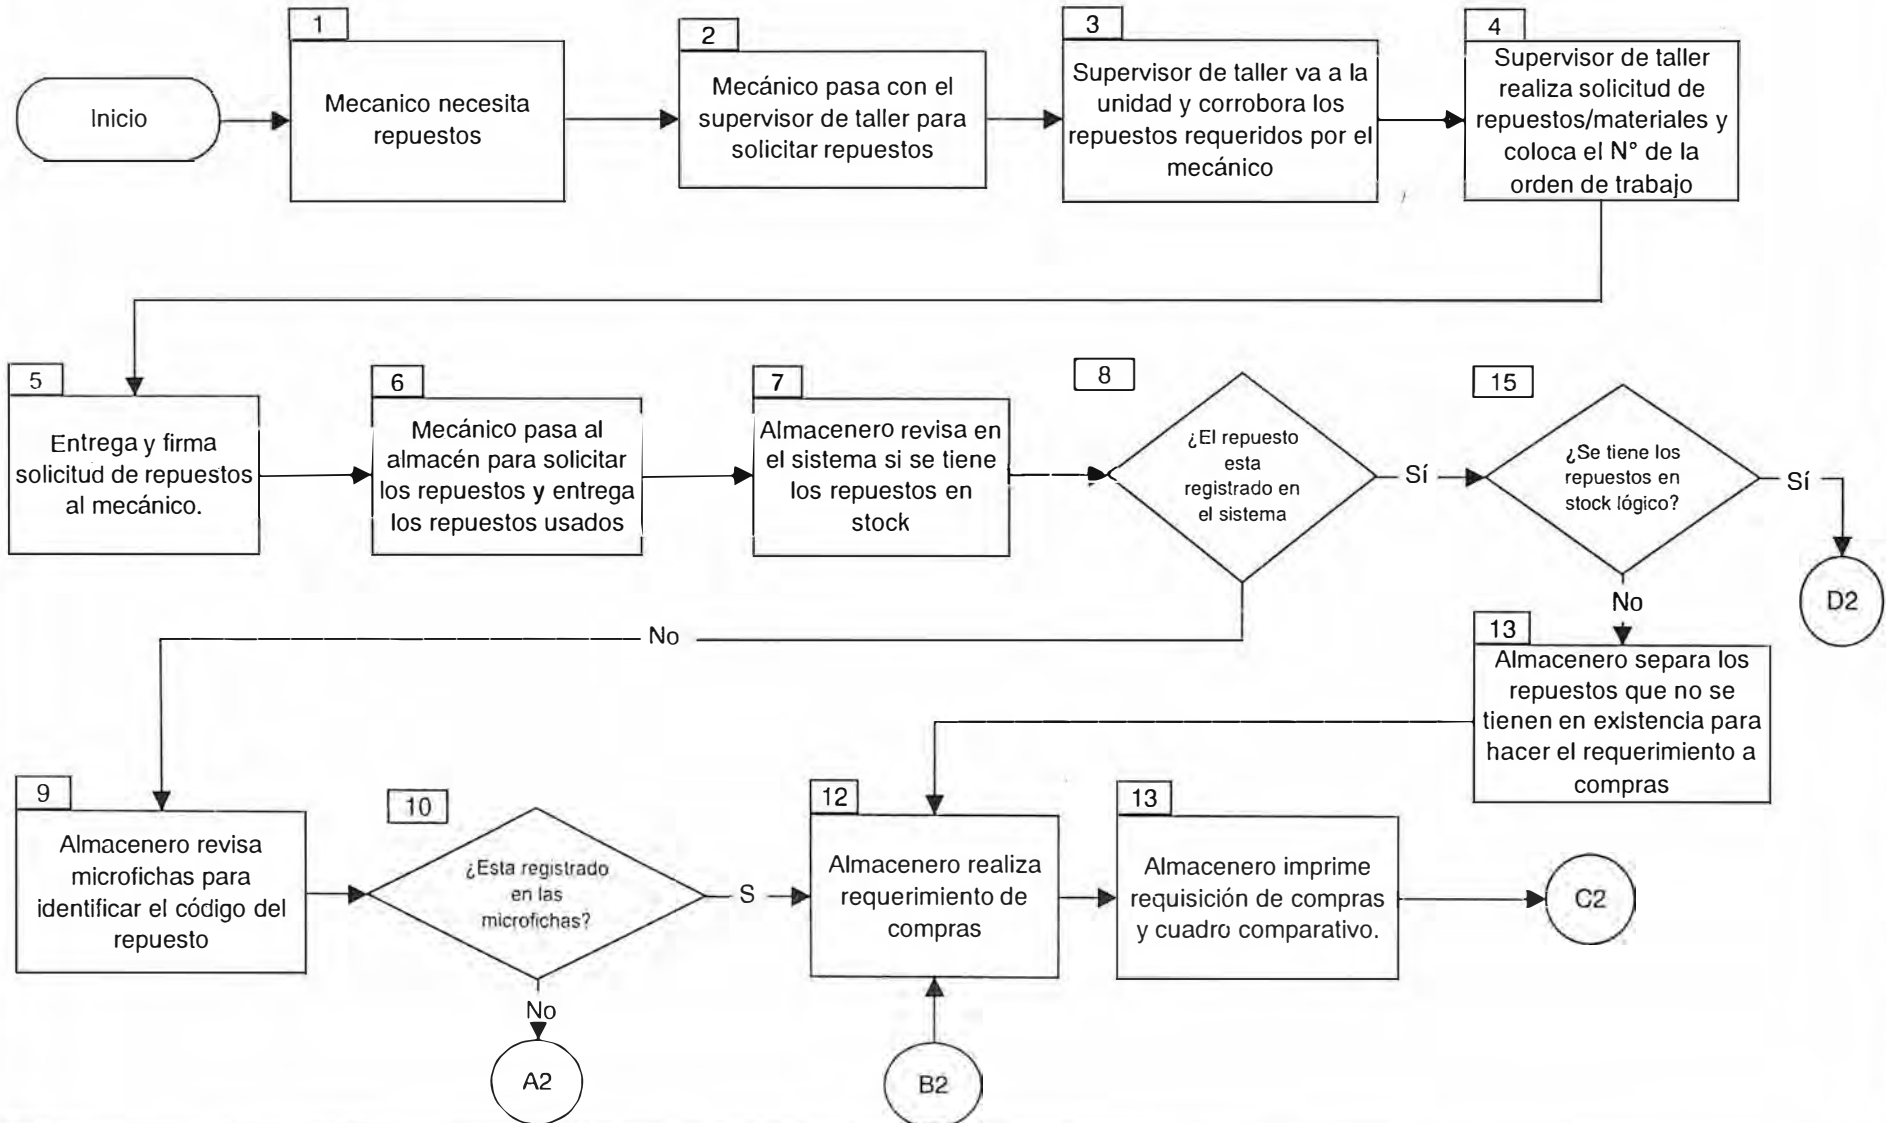 1
Mecanico necesita
repuestos
2
Mecánico pasa con el
supervisor de taller para
solicitar repuestos
3
Supervisor de taller va a la
unidad y corrobora los
repuestos requeridos por el
mecánico
4
Supervisor de taller
realiza solicitud de
repuestos/materiales y
coloca el N° de la
orden de trabajo
Inicio
5
Entrega y firma
solicitud de repuestos
al mecánico.
6
Mecánico pasa al
almacén para solicitar
los repuestos y entrega
los repuestos usados
7
Almacenero revisa en
el sistema si se tiene
los repuestos en
stock
8
¿El repuesto
esta
registrado en
el sistema
Sí
15
¿Se tiene los
repuestos en
stock lógico?
Sí
D2
No
No
13
Almacenero separa los
repuestos que no se
tienen en existencia para
hacer el requerimiento a
compras
9
Almacenero revisa
microfichas para
identificar el código del
repuesto
10
¿Esta registrado
en las
microfichas?
S
12
Almacenero realiza
requerimiento de
compras
13
Almacenero imprime
requisición de compras
y cuadro comparativo.
C2
No
A2
B2